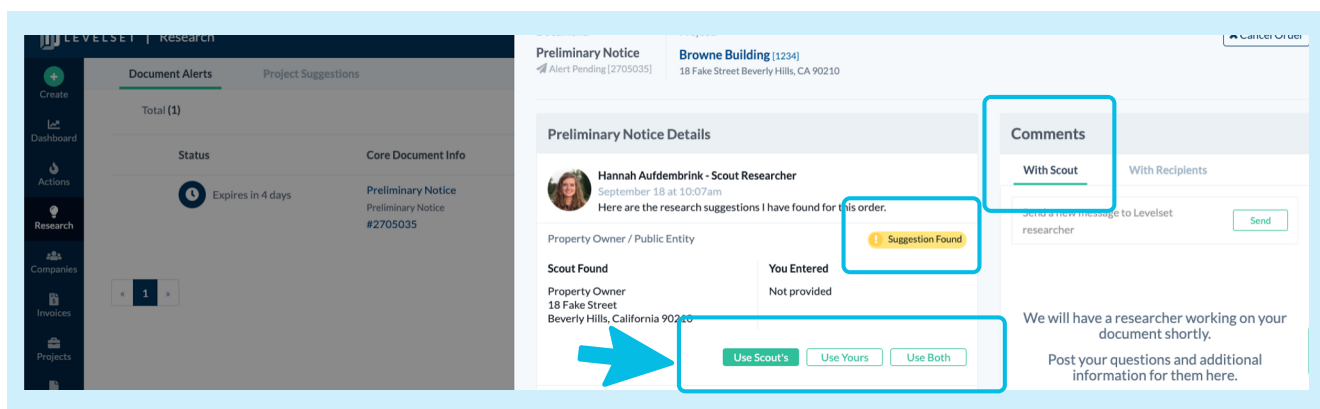 LEVELSET | Research
Create
Dashboard
Actions
Research
Companies
Invoices
Projects
Document Alerts
Project Suggestions
Total (1)
Status
Core Document Info
Expires in 4 days
Preliminary Notice
Preliminary Notice
#2705035
« 1 »
Preliminary Notice
Alert Pending [2705035]
Browne Building [1234]
18 Fake Street Beverly Hills, CA 90210
Cancel Order
Preliminary Notice Details
Hannah Aufdembrink - Scout Researcher
September 18 at 10:07am
Here are the research suggestions I have found for this order.
Property Owner / Public Entity
! Suggestion Found
Scout Found
You Entered
Property Owner
18 Fake Street
Beverly Hills, California 90210
Not provided
Use Scout's
Use Yours
Use Both
Comments
With Scout
With Recipients
Send a new message to Levelset
researcher
Send
We will have a researcher working on your
document shortly.
Post your questions and additional
information for them here.